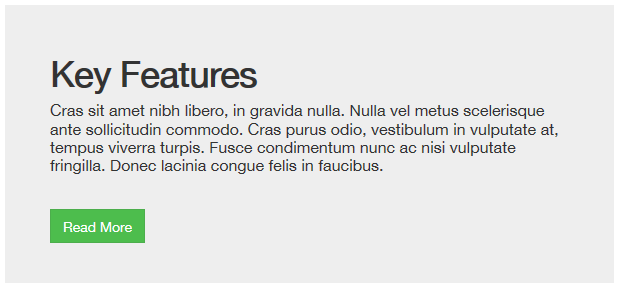 Key Features
Cras sit amet nibh libero, in gravida nulla. Nulla vel metus scelerisque
ante sollicitudin commodo. Cras purus odio, vestibulum in vulputate at,
tempus viverra turpis. Fusce condimentum nunc ac nisi vulputate
fringilla. Donec lacinia congue felis in faucibus.
Read More